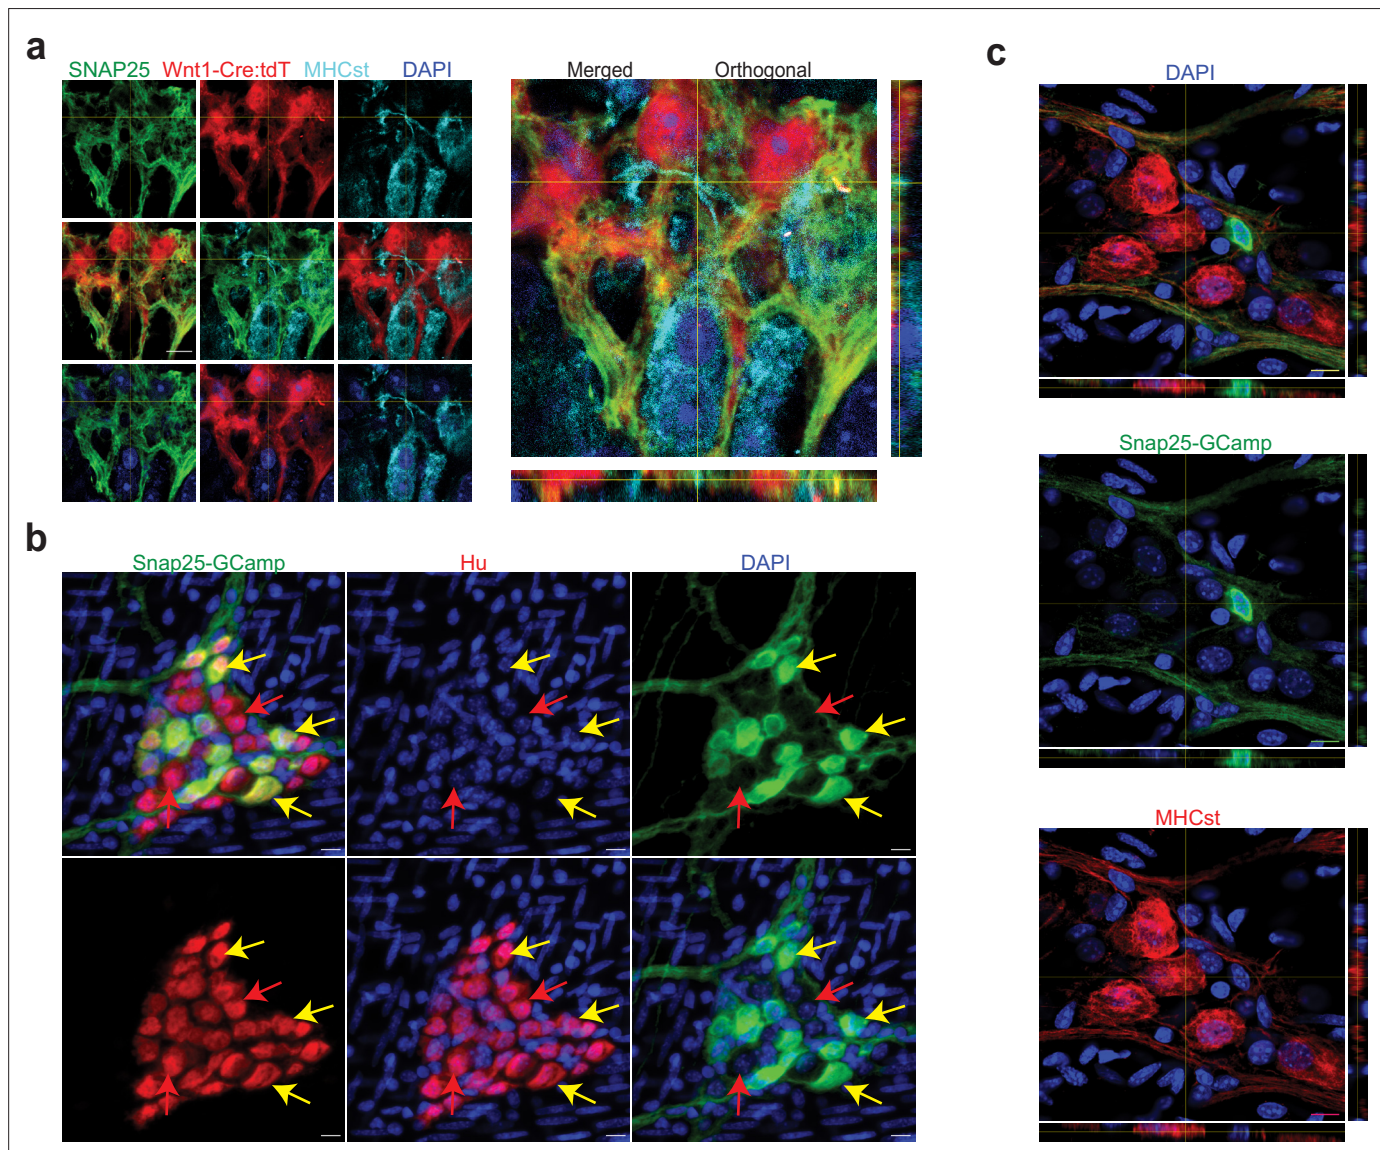 a
SNAP25 Wnt1-Cre:tdT MHCst DAPI
Merged Orthogonal
b
Snap25-GCamp Hu DAPI
c
DAPI
Snap25-GCamp
MHCst